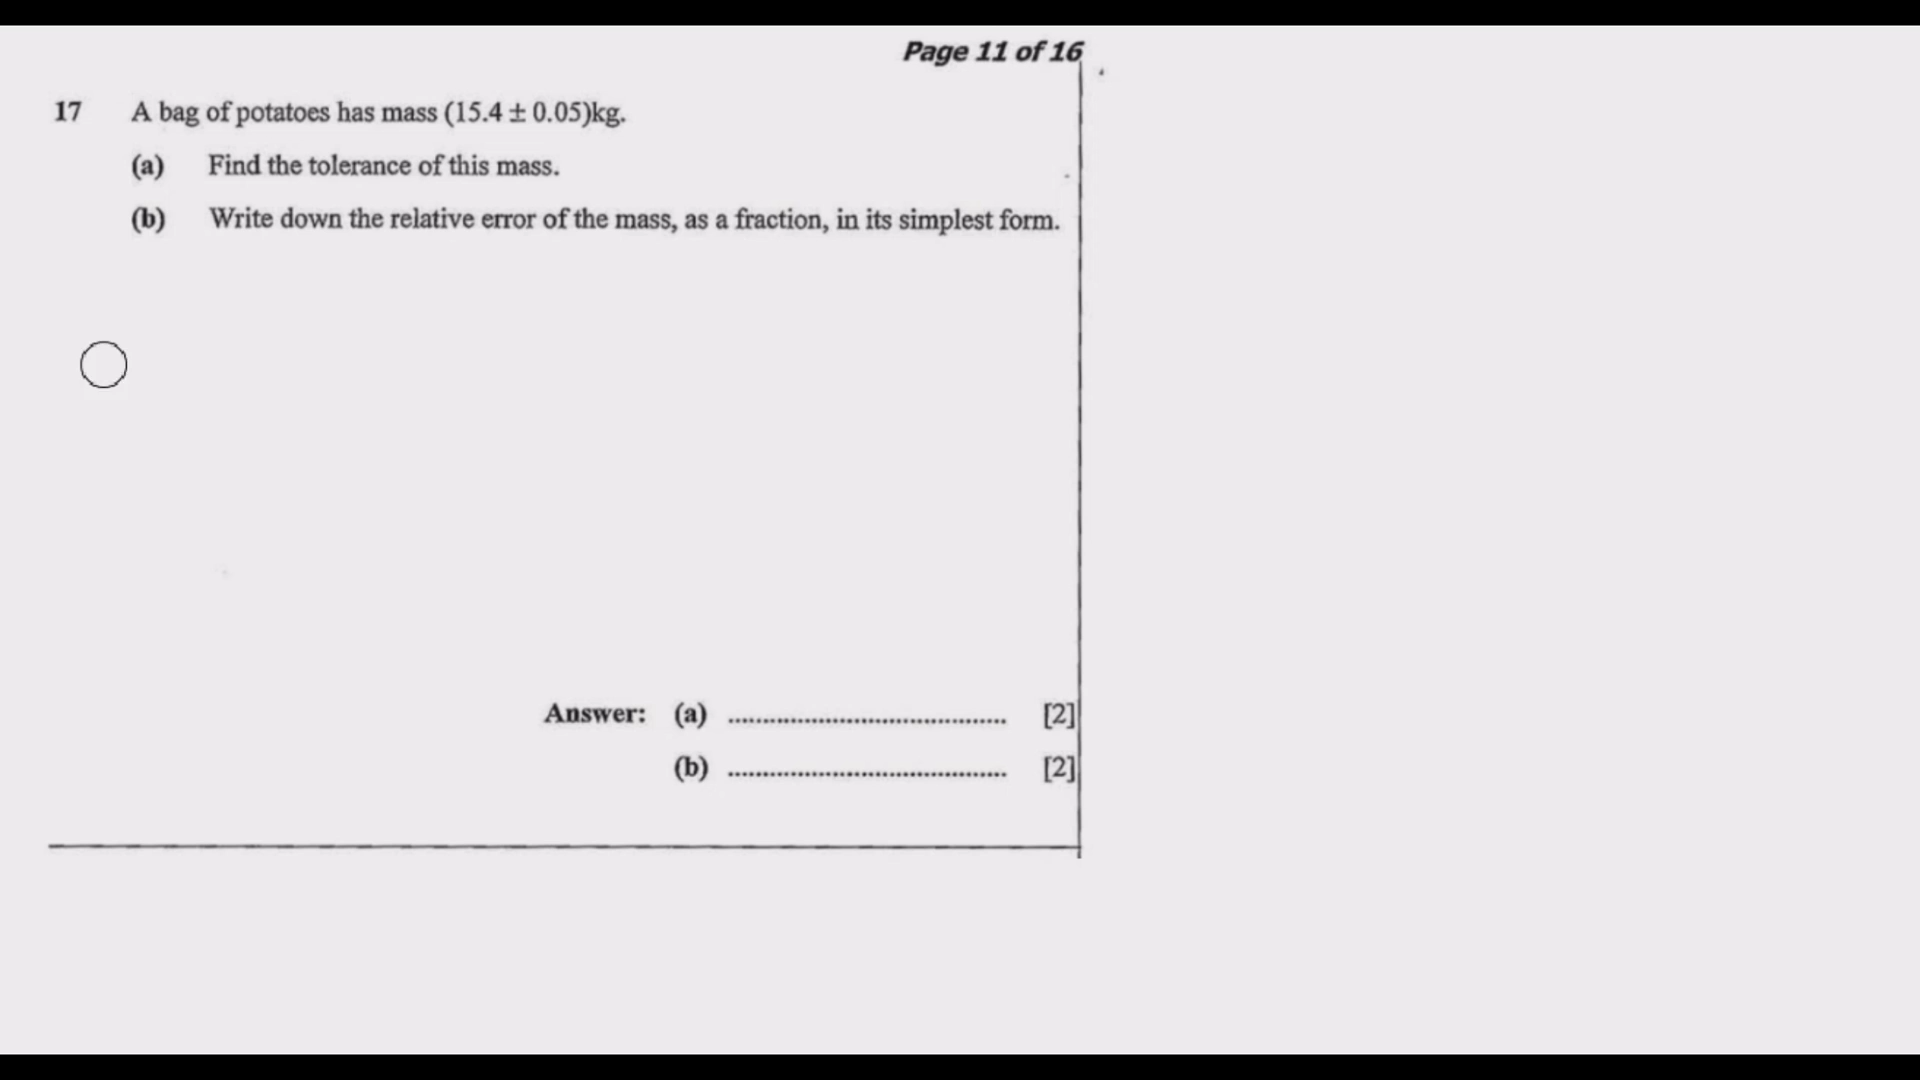 Page 11 of 16
17 A bag of potatoes has mass (15.4 ± 0.05)kg.
(a) Find the tolerance of this mass.
(b) Write down the relative error of the mass, as a fraction, in its simplest form.
Answer: (a) ........................................ [2]
(b) ........................................ [2]